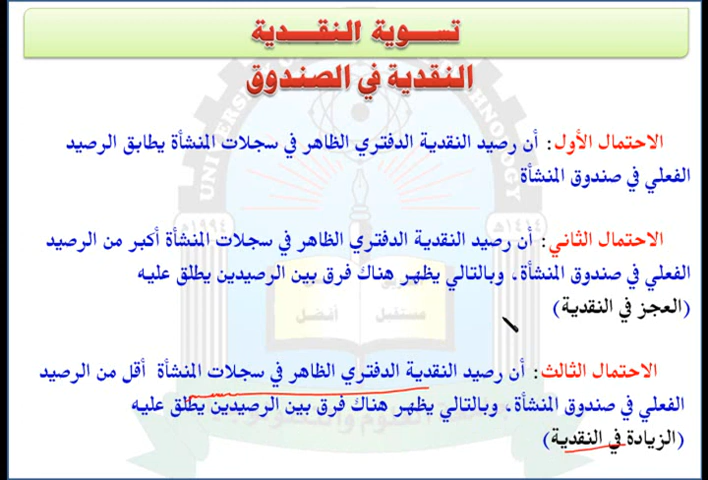 تسوية النقدية
النقدية في الصندوق
الاحتمال الأول: أن رصيد النقدية الدفتري الظاهر في سجلات المنشأة يطابق الرصيد
الفعلي في صندوق المنشأة
الاحتمال الثاني: أن رصيد النقدية الدفتري الظاهر في سجلات المنشأة أكبر من الرصيد
الفعلي في صندوق المنشأة، وبالتالي يظهر هناك فرق بين الرصيدين يطلق عليه
(العجز في النقدية)
الاحتمال الثالث: أن رصيد النقدية الدفتري الظاهر في سجلات المنشأة أقل من الرصيد
الفعلي في صندوق المنشأة، وبالتالي يظهر هناك فرق بين الرصيدين يطلق عليه
(الزيادة في النقدية)